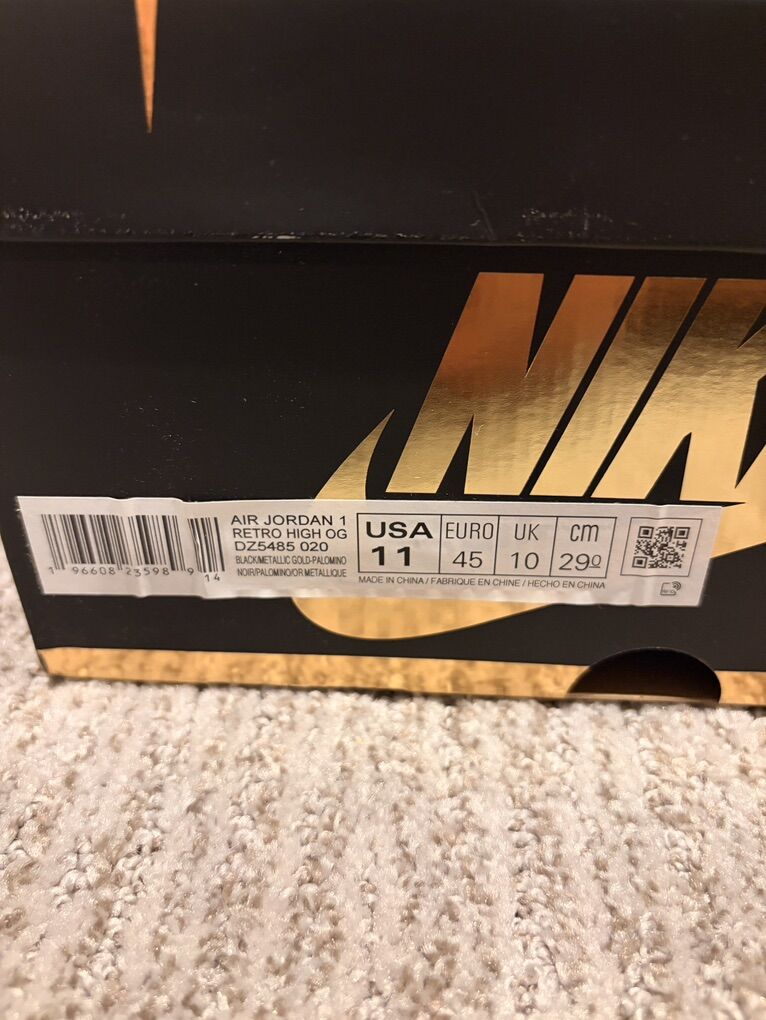 NIK
AIR JORDAN 1
RETRO HIGH OG
DZ5485 020
BLACK/METALLIC GOLD-PALOMINO
NOIR/PALOMINO/OR METALLIQUE
1 96608 23598 9 14
USA
11
EURO
45
UK
10
cm
29⁰
MADE IN CHINA / FABRIQUE EN CHINE / HECHO EN CHINA